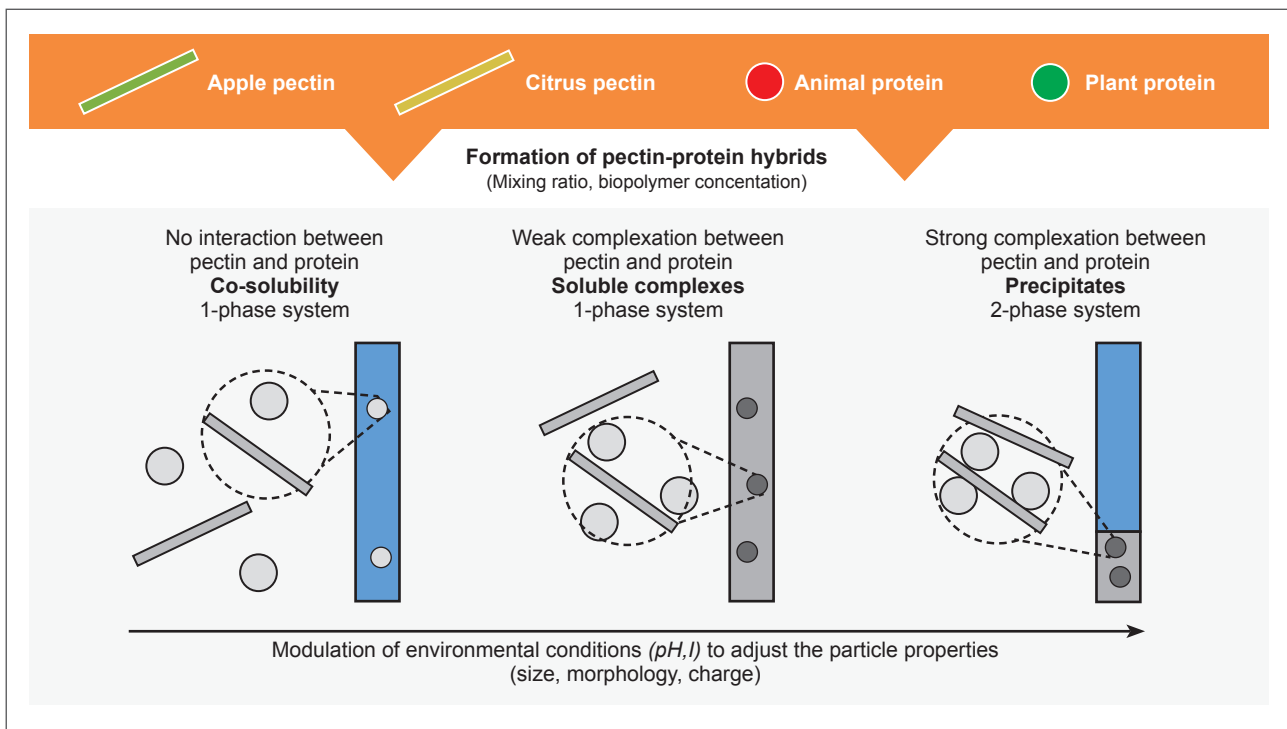 Apple pectin
Citrus pectin
Animal protein
Plant protein
Formation of pectin-protein hybrids
(Mixing ratio, biopolymer concentation)
No interaction between
pectin and protein
Co-solubility
1-phase system
Weak complexation between
pectin and protein
Soluble complexes
1-phase system
Strong complexation between
pectin and protein
Precipitates
2-phase system
Modulation of environmental conditions (pH,I) to adjust the particle properties
(size, morphology, charge)